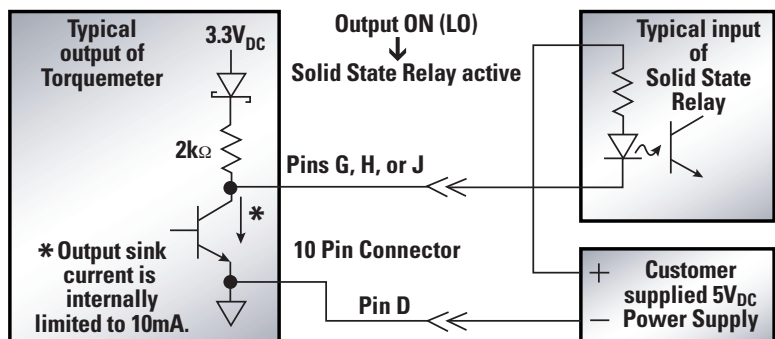 Typical
output of
Torquemeter
3.3VDC
2kΩ
*
* Output sink
current is
internally
limited to 10mA.
Output ON (LO)
Solid State Relay active
Pins G, H, or J
10 Pin Connector
Pin D
Typical input
of
Solid State
Relay
+ Customer
supplied 5VDC
– Power Supply